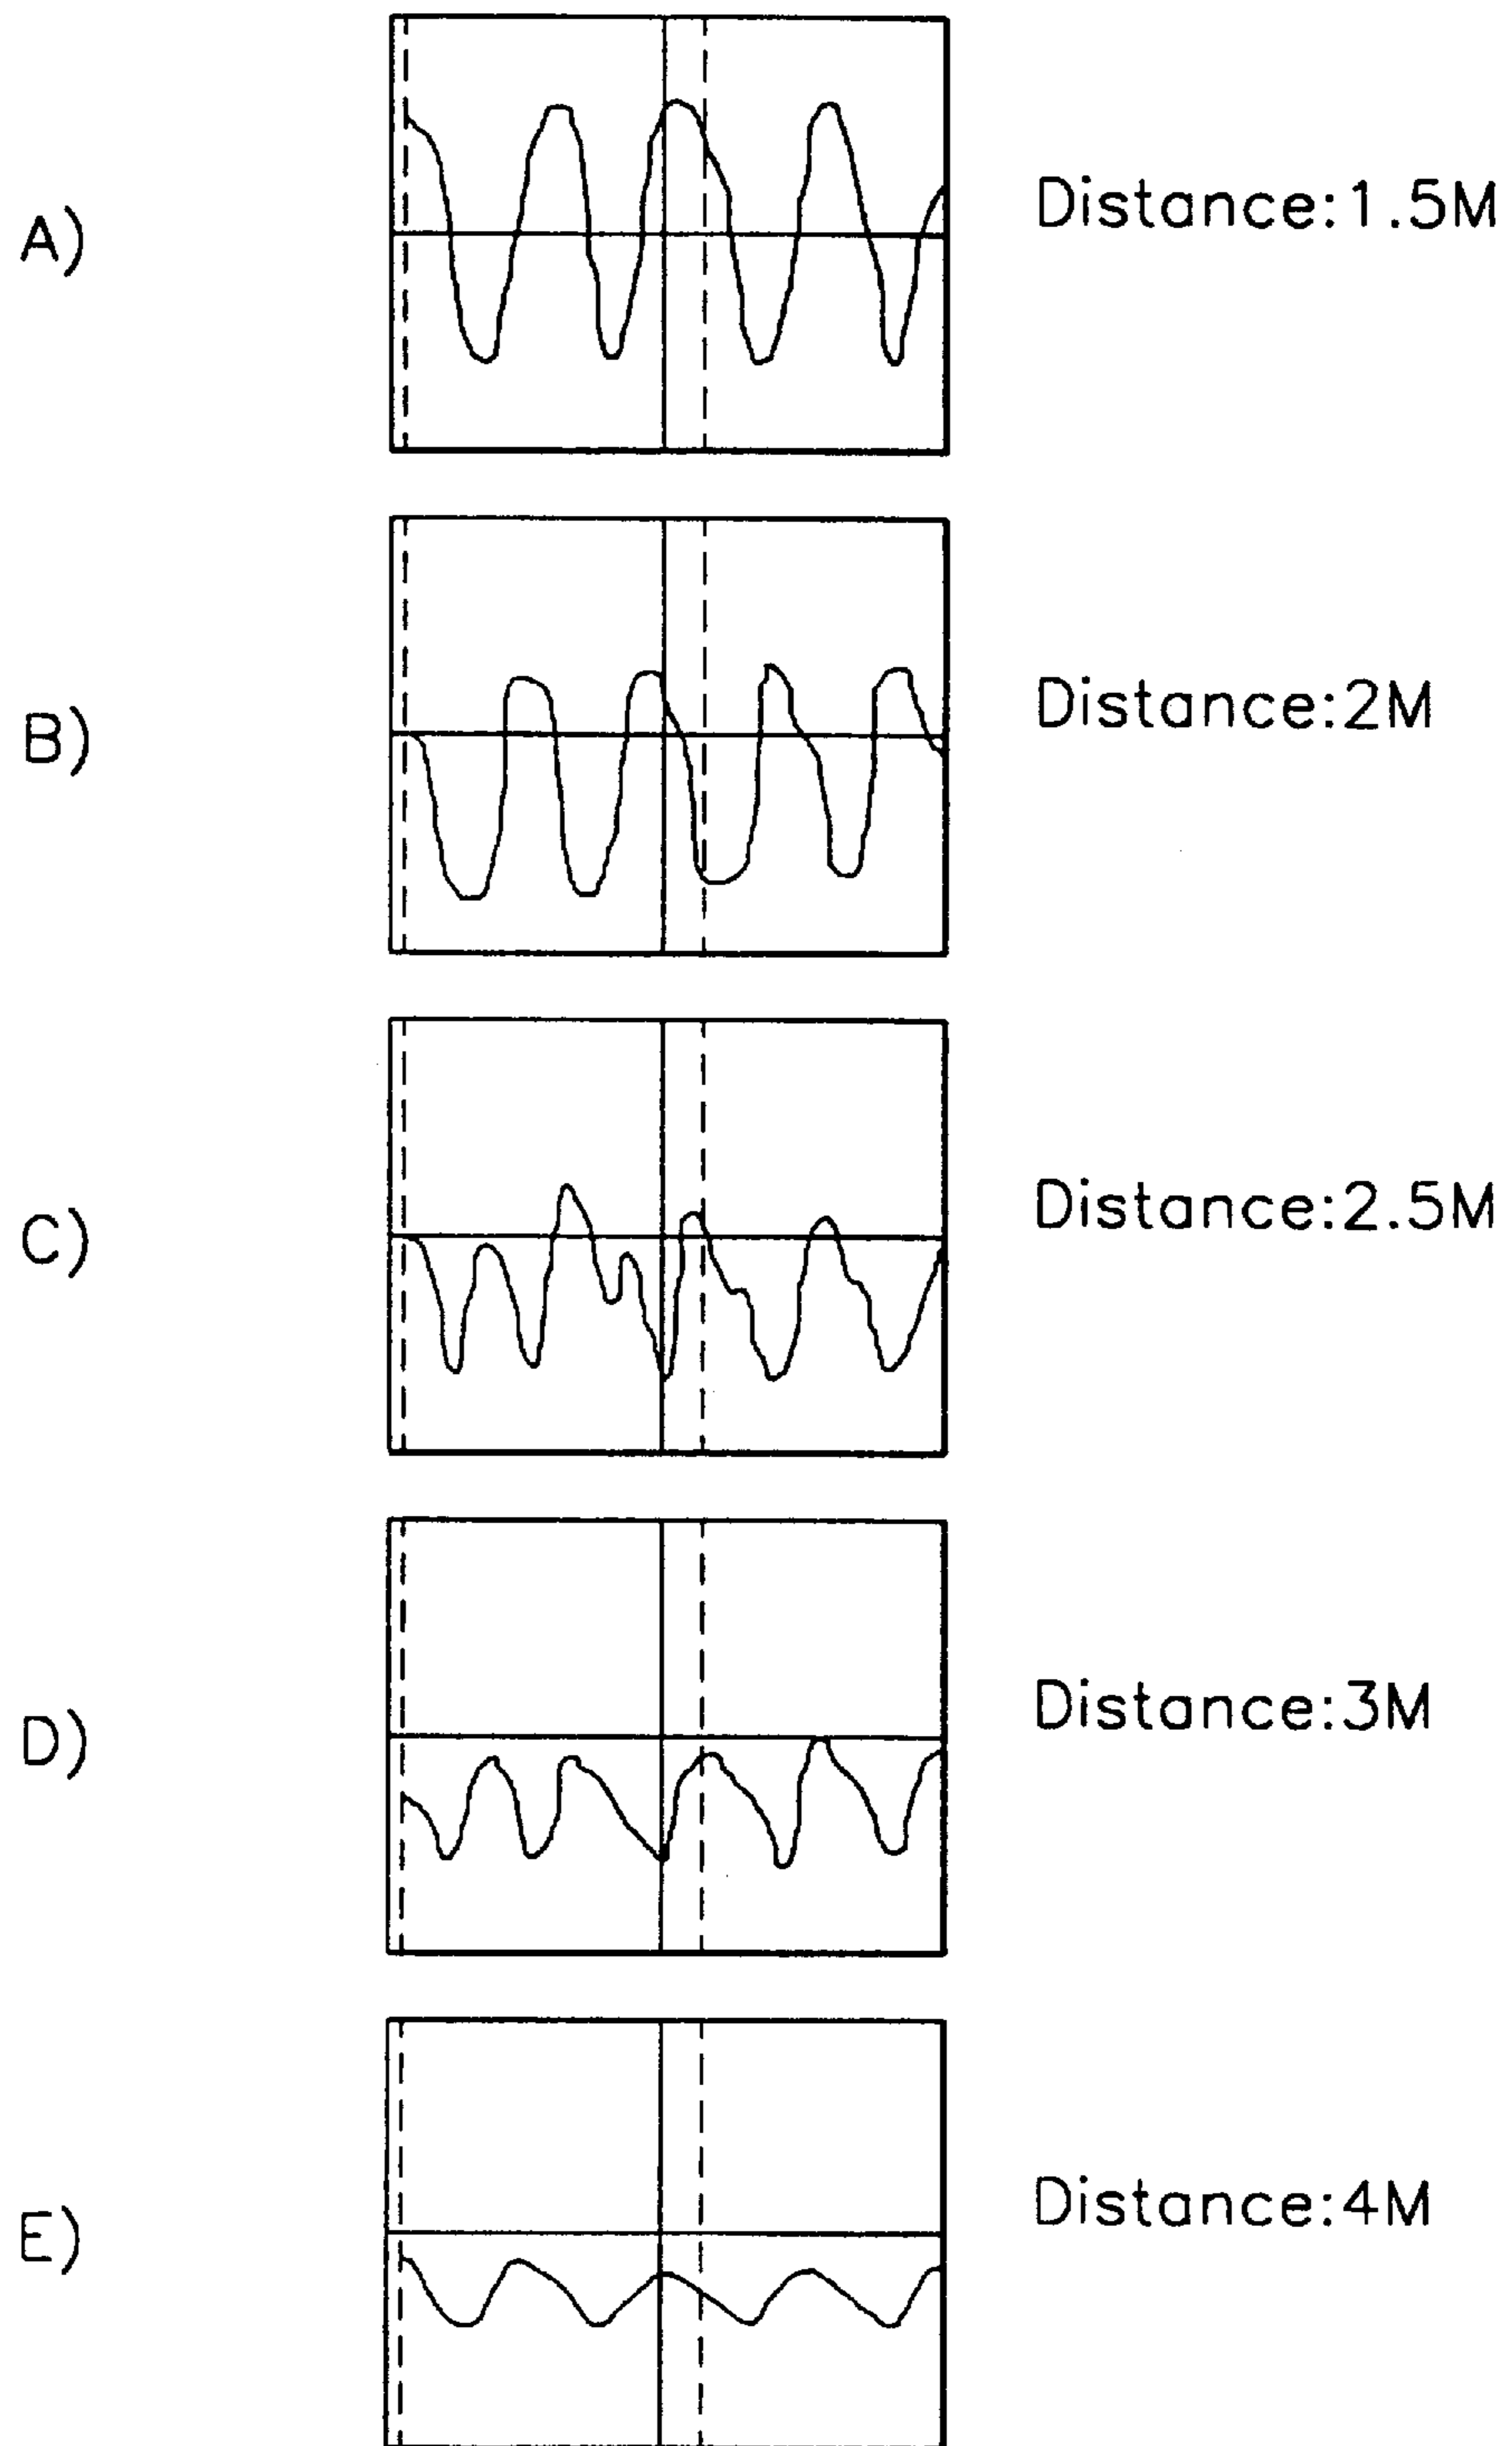 A) Distance:1.5M
B) Distance:2M
C) Distance:2.5M
D) Distance:3M
E) Distance:4M